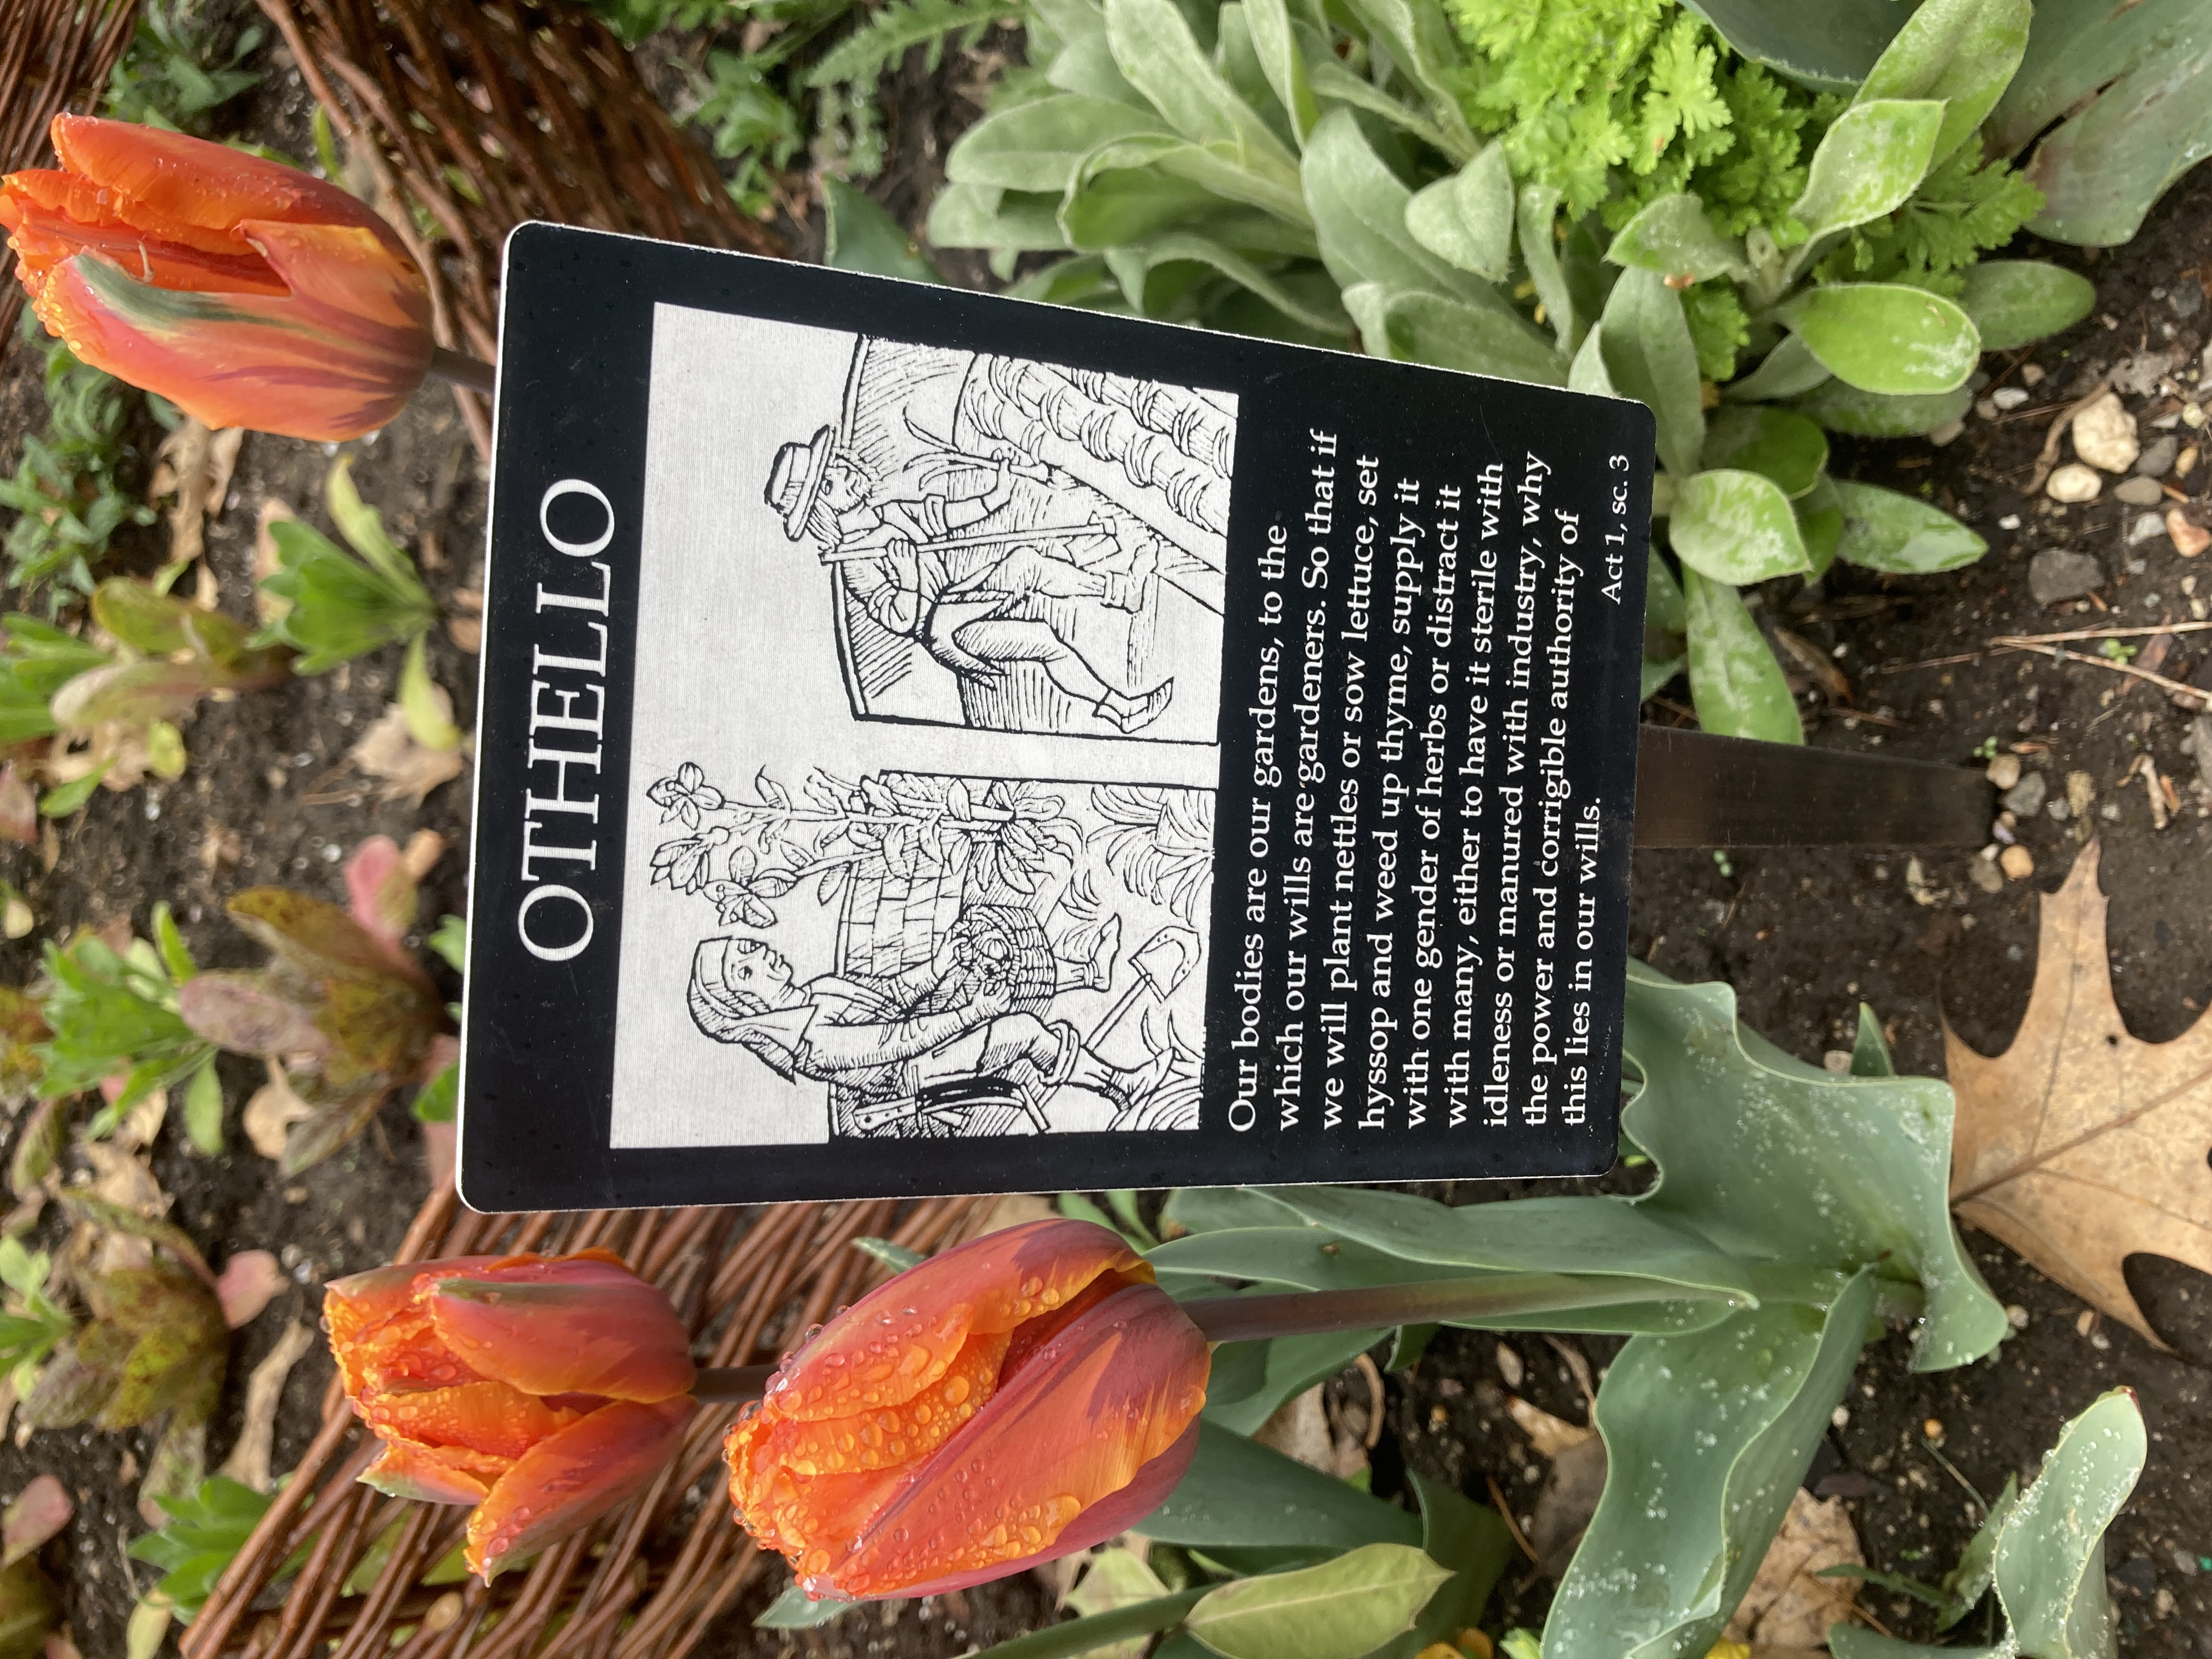 OTHELLO
Our bodies are our gardens, to the
which our wills are gardeners. So that if
we will plant nettles or sow lettuce, set
hyssop and weed up thyme, supply it
with one gender of herbs or distract it
with many, either to have it sterile with
idleness or manured with industry, why
the power and corrigible authority of
this lies in our wills.
Act 1, sc. 3